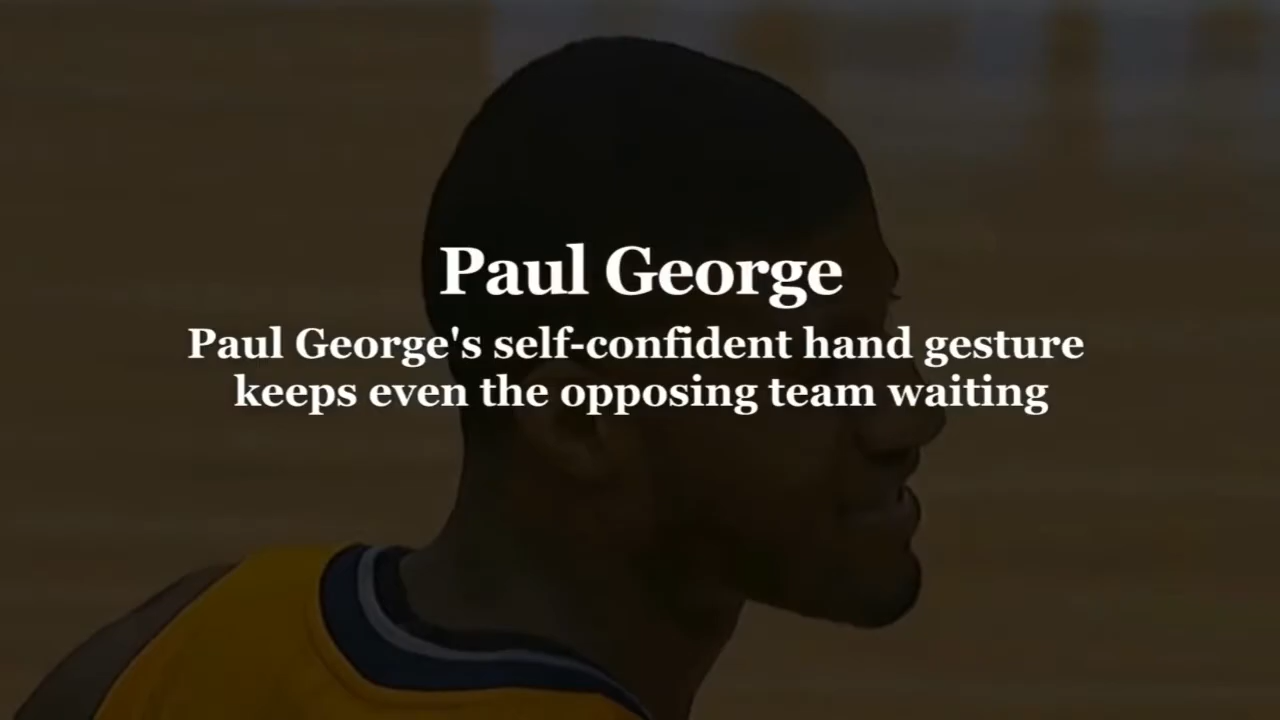 Paul George
Paul George's self-confident hand gesture
keeps even the opposing team waiting